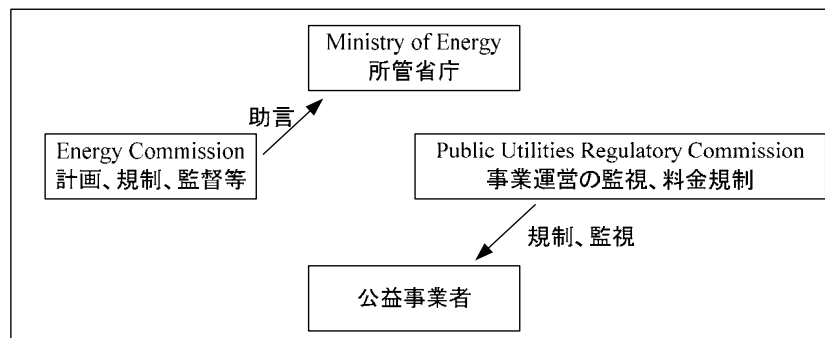 Ministry of Energy
所管省庁
助言
Energy Commission
計画、規制、監督等
Public Utilities Regulatory Commission
事業運営の監視、料金規制
規制、監視
公益事業者